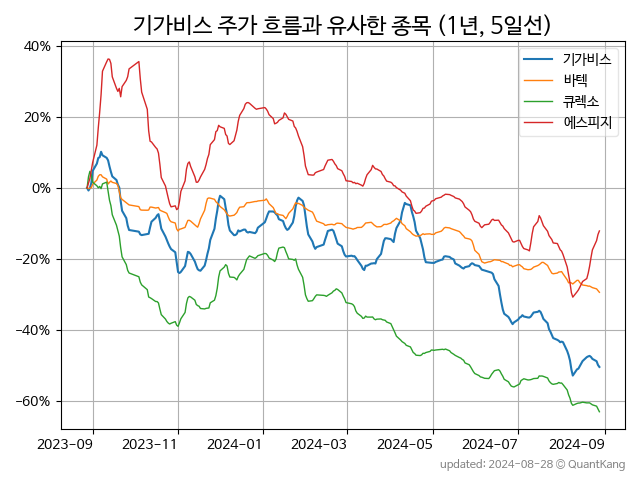 기가비스 주가 흐름과 유사한 종목 (1년, 5일선)
기가비스
바텍
큐렉소
에스피지
40%
20%
0%
−20%
−40%
−60%
2023-09 2023-11 2024-01 2024-03 2024-05 2024-07 2024-09
updated: 2024-08-28 © QuantKang